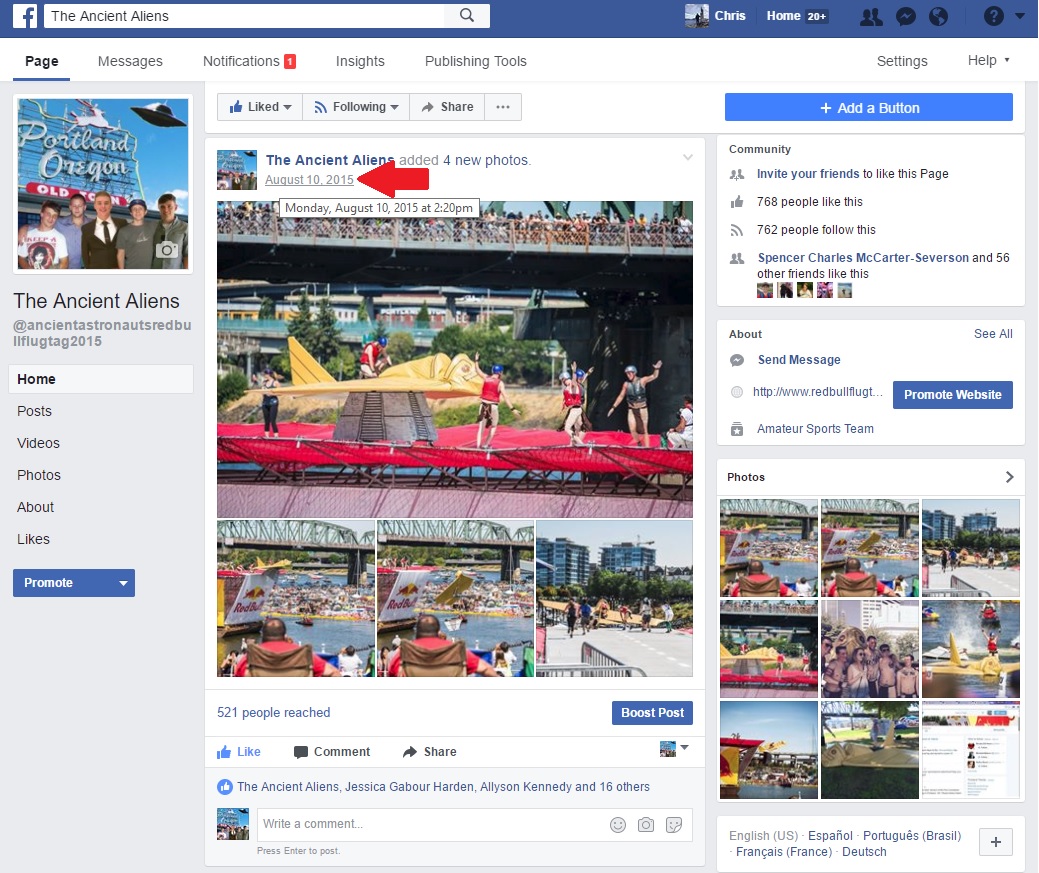 The Ancient Aliens
Chris
Home 20+
Page
Messages
Notifications 1
Insights
Publishing Tools
Settings
Help
Liked
Following
Share
+ Add a Button
Portland
Oregon
OLD TOWN
The Ancient Aliens
@ancientastronautsredbu
llflugtag2015
Home
Posts
Videos
Photos
About
Likes
Promote
The Ancient Aliens added 4 new photos.
August 10, 2015
Monday, August 10, 2015 at 2:20pm
Red Bull
Red Bull
521 people reached
Boost Post
Like
Comment
Share
The Ancient Aliens, Jessica Gabour Harden, Allyson Kennedy and 16 others
Write a comment...
Press Enter to post.
Community
Invite your friends to like this Page
768 people like this
762 people follow this
Spencer Charles McCarter-Severson and 56
other friends like this
About
See All
Send Message
http://www.redbullflugt...
Promote Website
Amateur Sports Team
Photos
English (US) · Español · Português (Brasil)
· Français (France) · Deutsch
+